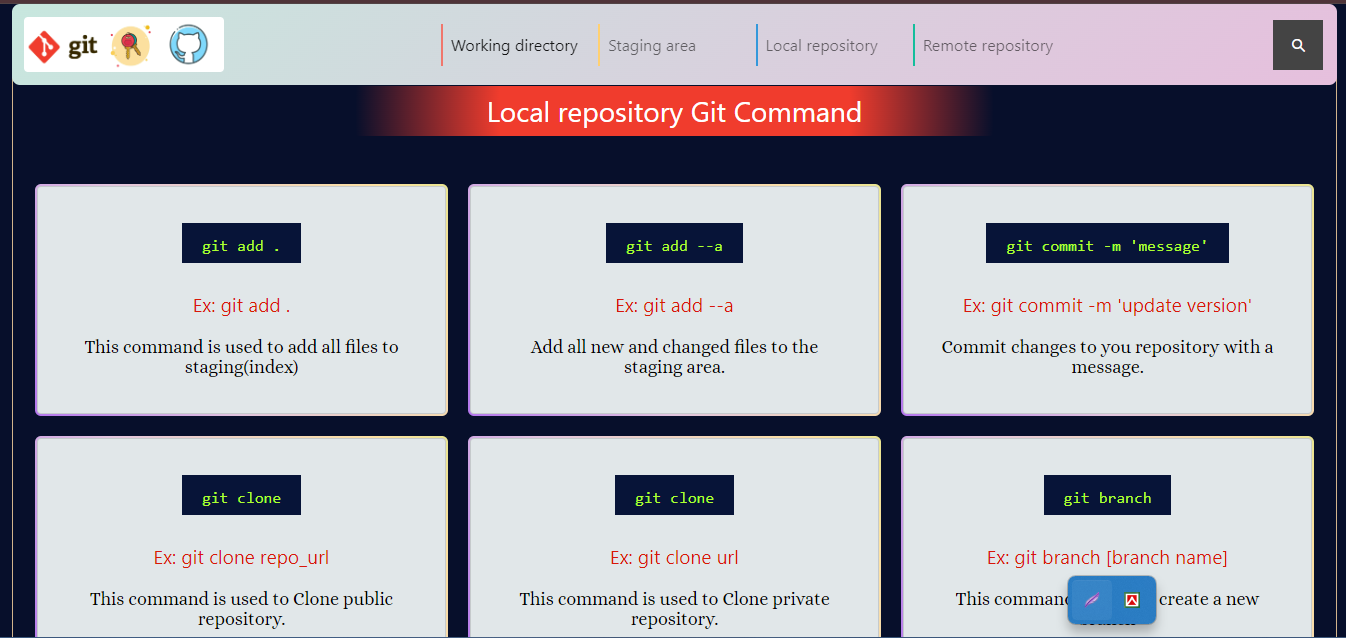 git
Working directory
Staging area
Local repository
Remote repository
Local repository Git Command
git add .
Ex: git add .
This command is used to add all files to
staging(index)
git add --a
Ex: git add --a
Add all new and changed files to the
staging area.
git commit -m 'message'
Ex: git commit -m 'update version'
Commit changes to you repository with a
message.
git clone
Ex: git clone repo_url
This command is used to Clone public
repository.
git clone
Ex: git clone url
This command is used to Clone private
repository.
git branch
Ex: git branch [branch name]
This create a new